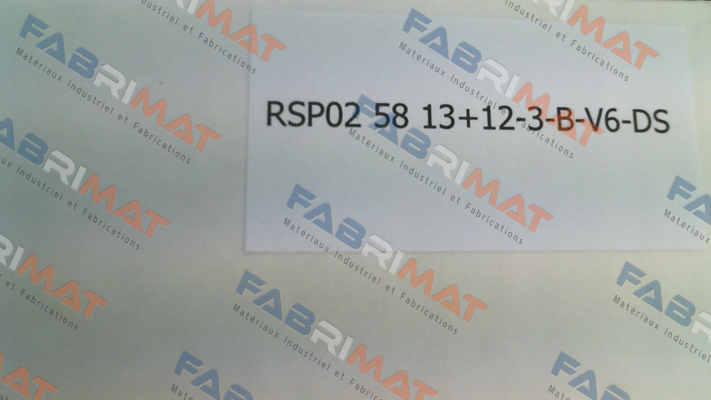 RSP02 58 13+12-3-B-V6-DS
FABRIMAT
Matériaux Industriel et Fabrications